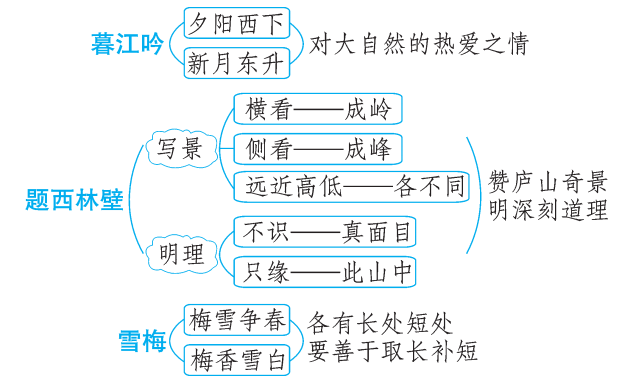 暮江吟
夕阳西下
新月东升
对大自然的热爱之情
题西林壁
写景
横看——成岭
侧看——成峰
远近高低——各不同
明理
不识——真面目
只缘——此山中
赞庐山奇景
明深刻道理
雪梅
梅雪争春
梅香雪白
各有长处短处
要善于取长补短